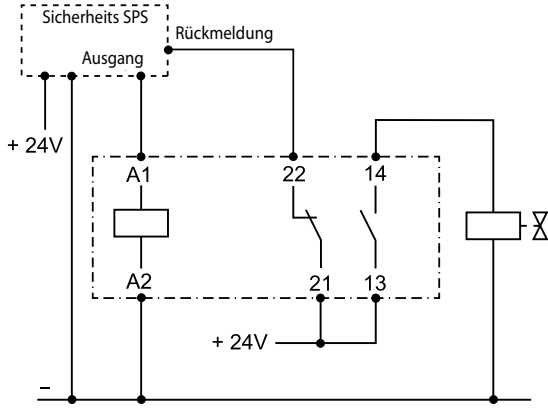 Sicherheits SPS
Rückmeldung
Ausgang
+ 24V
A1
22
14
A2
21
13
+ 24V
–